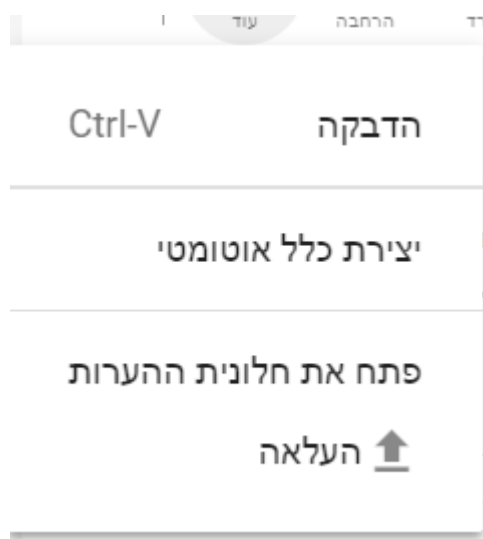 הרחבה עוד
הדבקה Ctrl-V
יצירת כלל אוטומטי
פתח את חלונית ההערות
העלאה